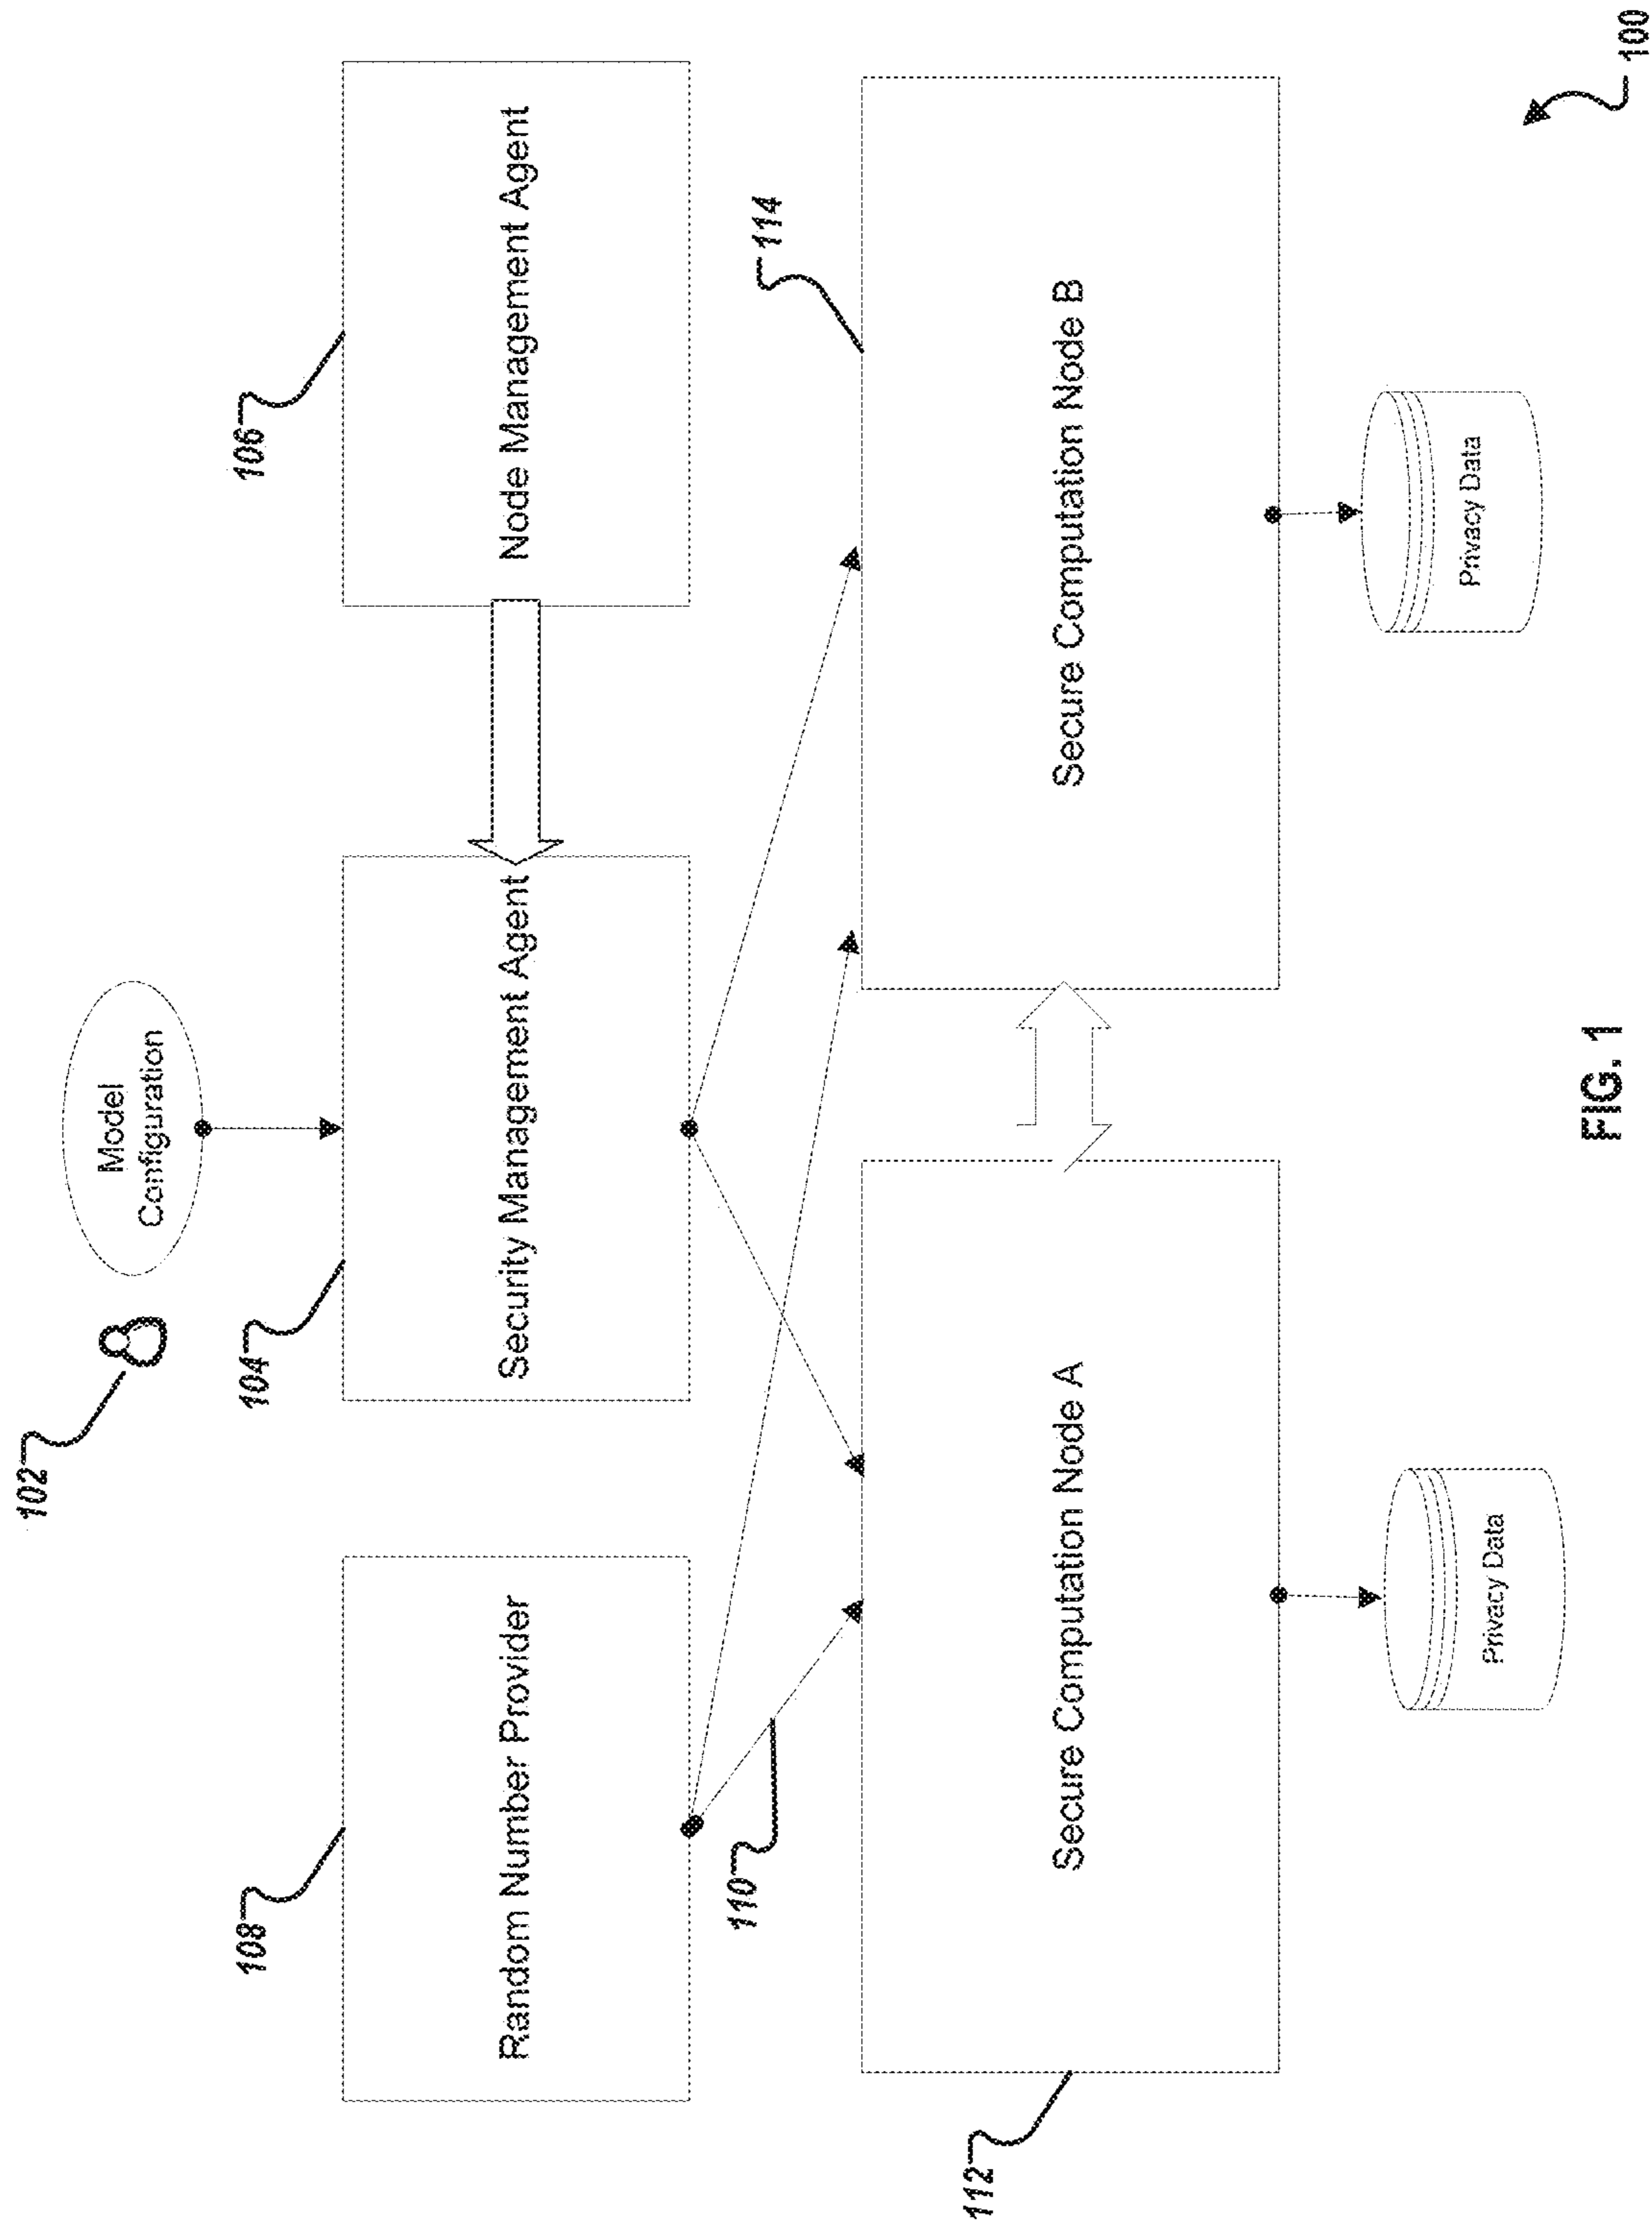 102
Model
Configuration
108
104
106
Random Number Provider
Security Management Agent
Node Management Agent
110
114
112
Secure Computation Node A
Secure Computation Node B
Privacy Data
Privacy Data
100
FIG. 1